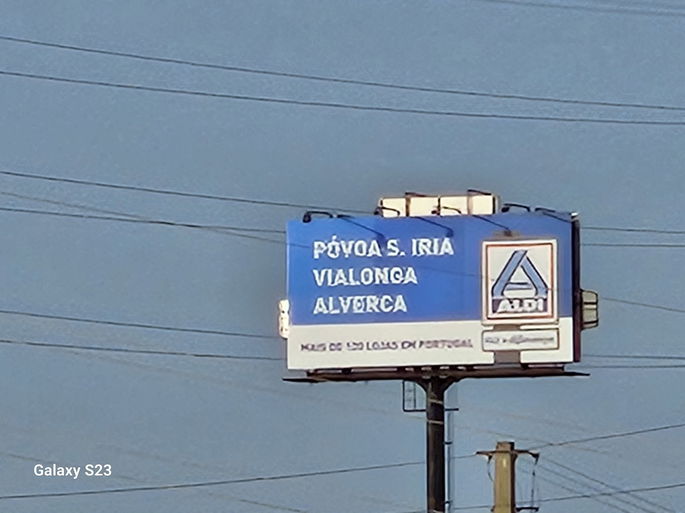 PÓVOA S. IRIA
VIALONGA
ALVERCA
ALDI
MAIS DE LOJAS EM PORTUGAL
Galaxy S23